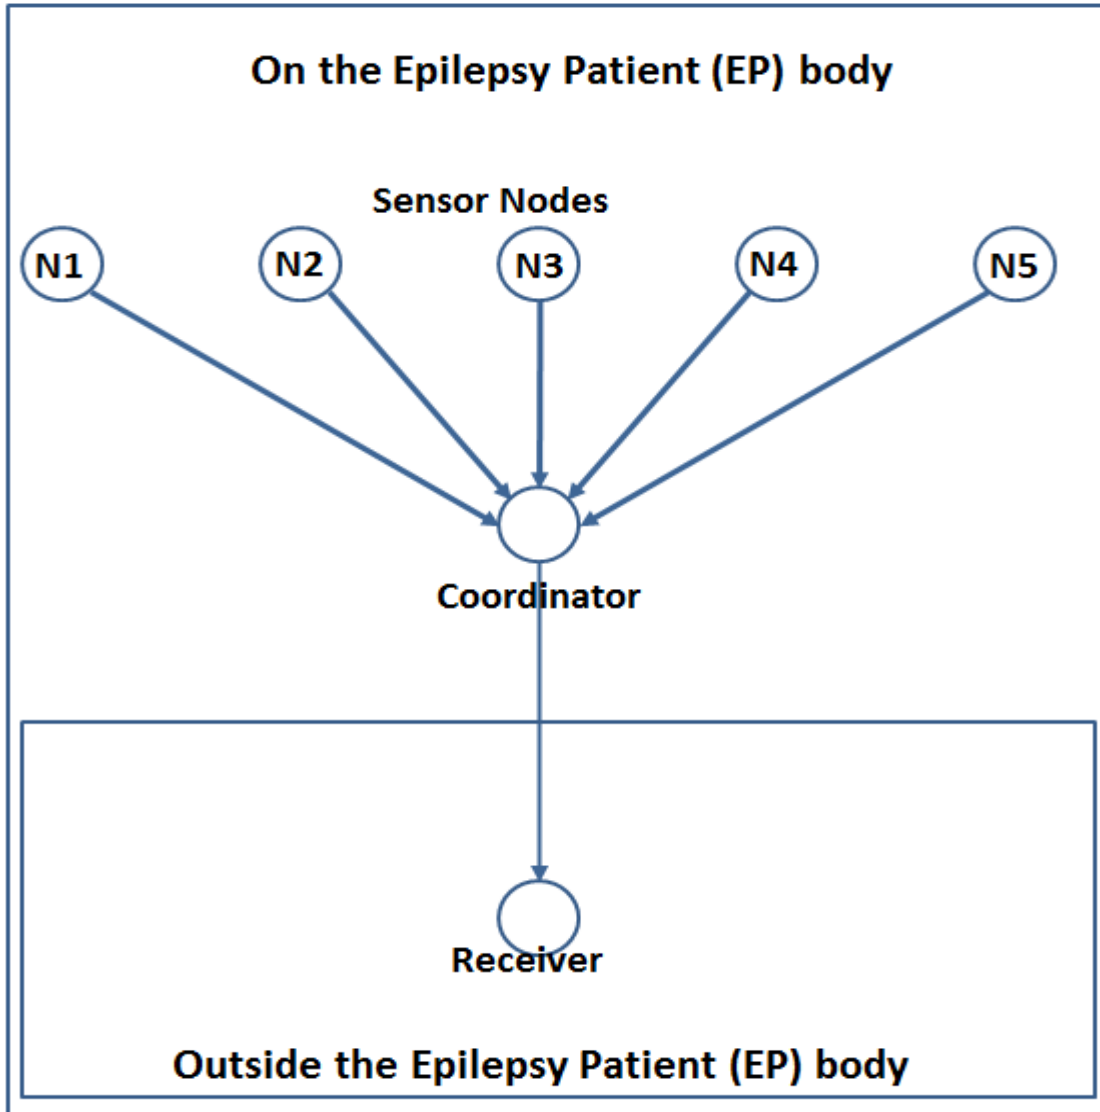 On the Epilepsy Patient (EP) body
Sensor Nodes
N1 N2 N3 N4 N5
Coordinator
Receiver
Outside the Epilepsy Patient (EP) body